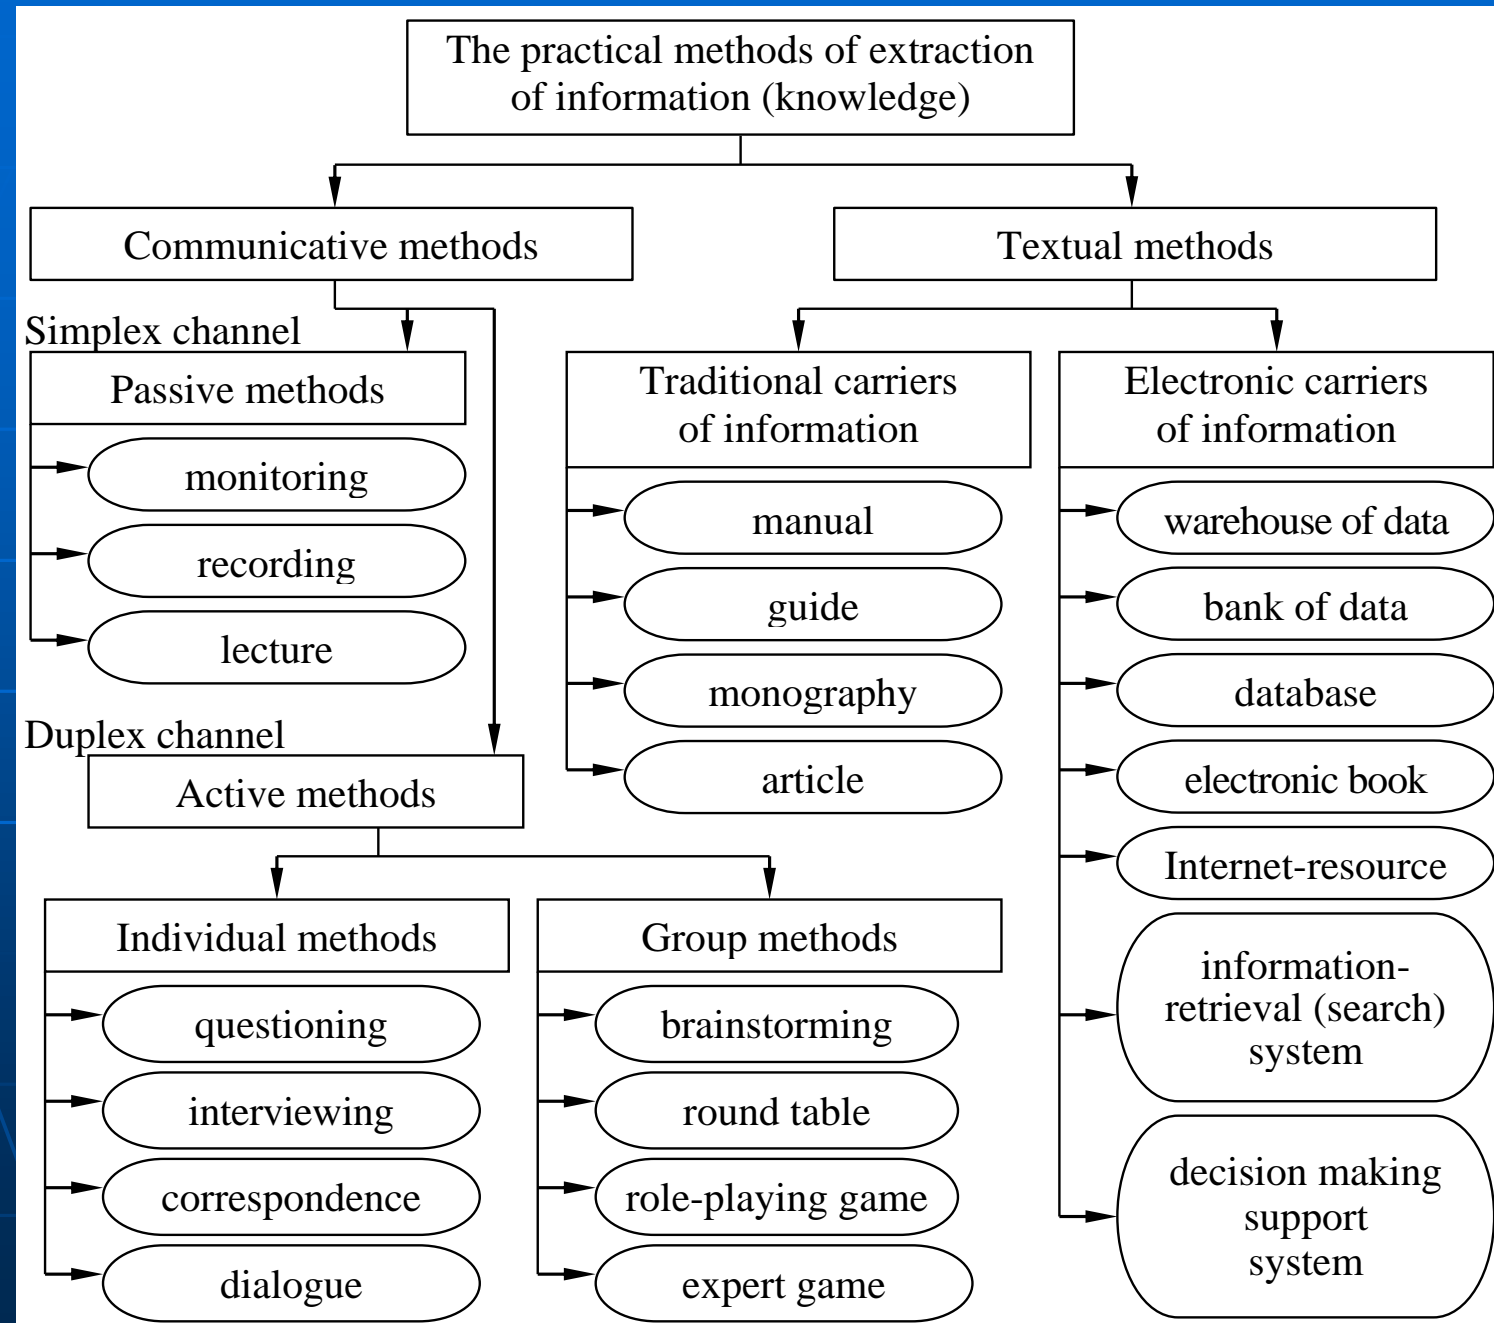 The practical methods of extraction
of information (knowledge)
Communicative methods
Textual methods
Simplex channel
Passive methods
monitoring
recording
lecture
Duplex channel
Active methods
Individual methods
questioning
interviewing
correspondence
dialogue
Group methods
brainstorming
round table
role-playing game
expert game
Traditional carriers
of information
manual
guide
monography
article
Electronic carriers
of information
warehouse of data
bank of data
database
electronic book
Internet-resource
information-
retrieval (search)
system
decision making
support
system